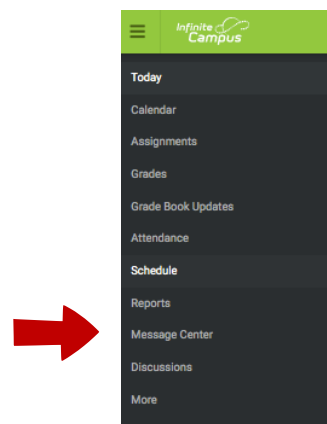 Infinite
Campus
Today
Calendar
Assignments
Grades
Grade Book Updates
Attendance
Schedule
Reports
Message Center
Discussions
More